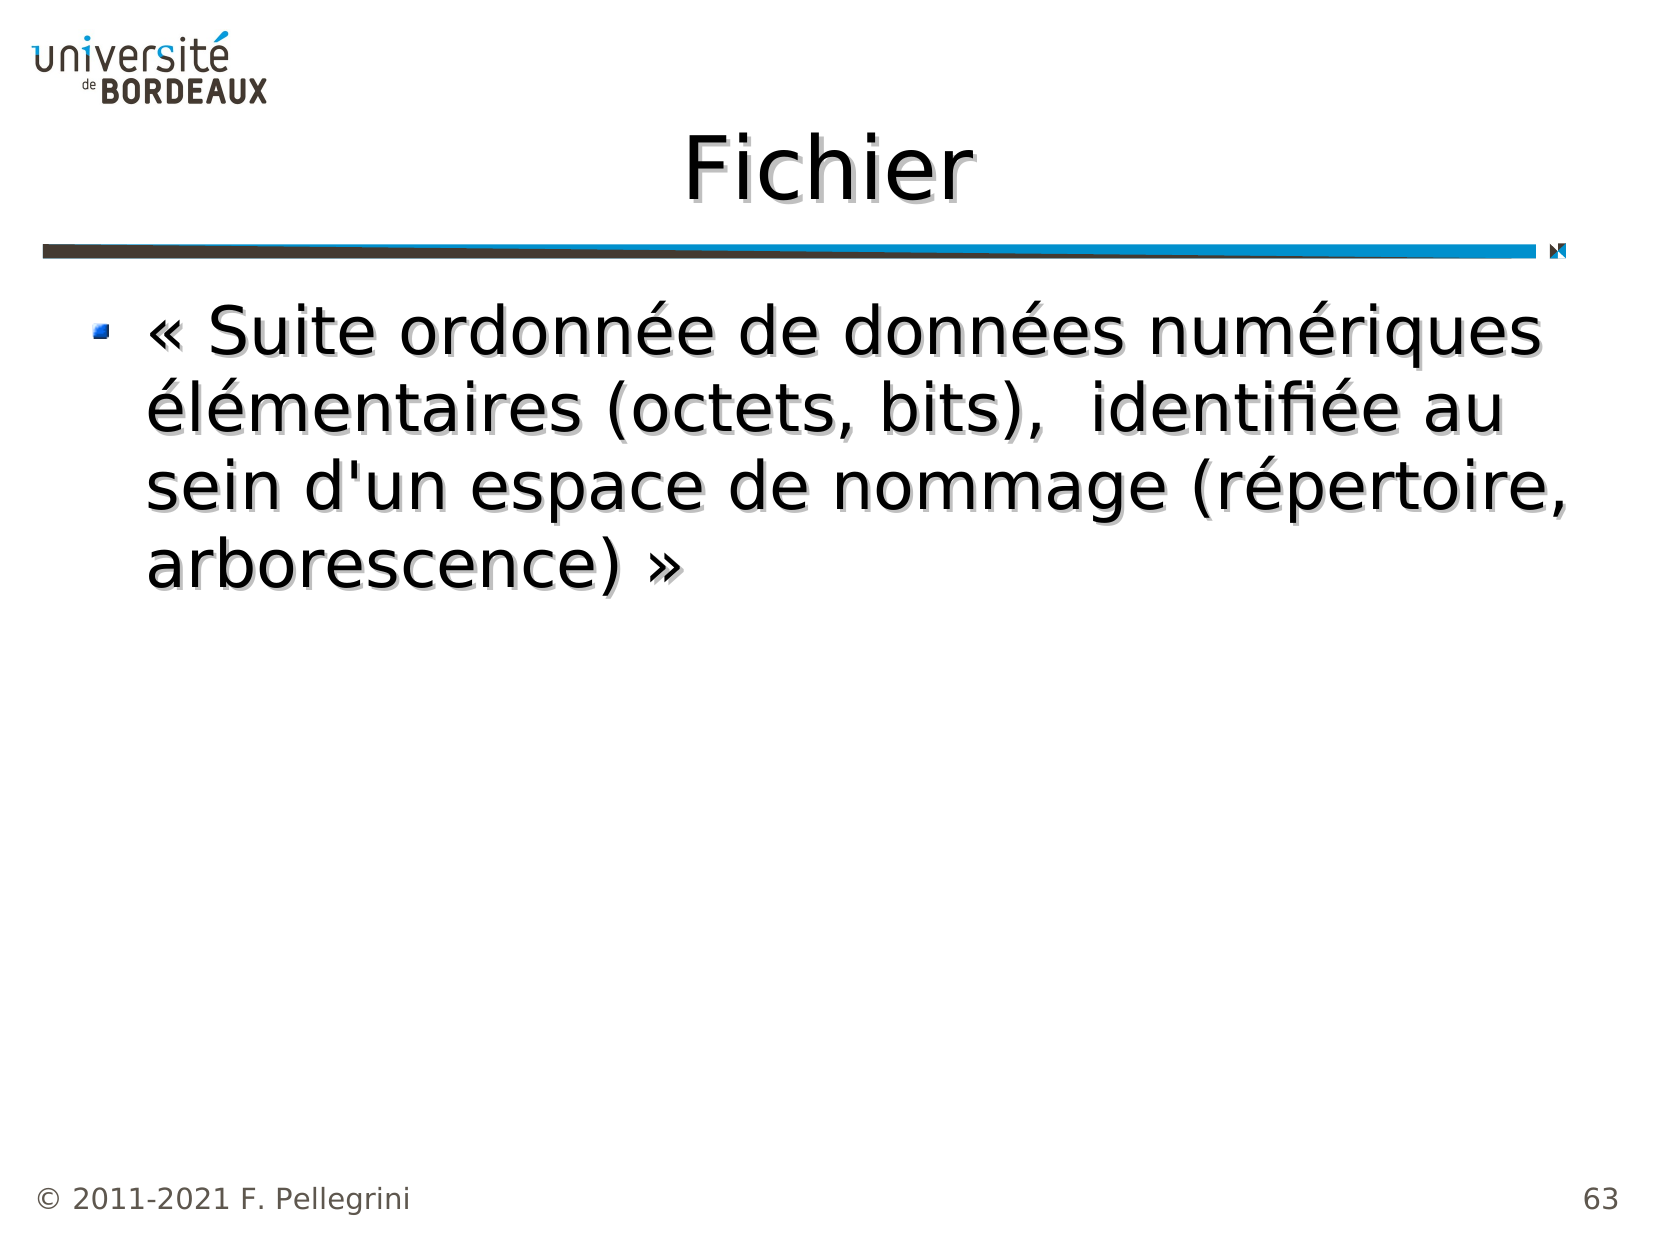 université
de BORDEAUX
Fichier
« Suite ordonnée de données numériques
élémentaires (octets, bits),  identifiée au
sein d'un espace de nommage (répertoire,
arborescence) »
© 2011-2021 F. Pellegrini
63